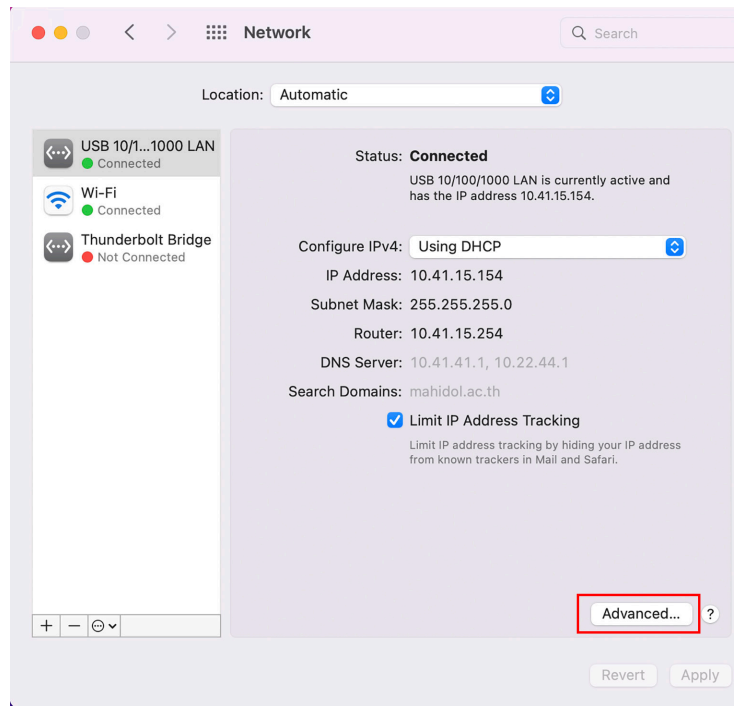 Network
Search
Location: Automatic
USB 10/1...1000 LAN
Connected
Wi-Fi
Connected
Thunderbolt Bridge
Not Connected
Status: Connected
USB 10/100/1000 LAN is currently active and
has the IP address 10.41.15.154.
Configure IPv4: Using DHCP
IP Address: 10.41.15.154
Subnet Mask: 255.255.255.0
Router: 10.41.15.254
DNS Server: 10.41.41.1, 10.22.44.1
Search Domains: mahidol.ac.th
Limit IP Address Tracking
Limit IP address tracking by hiding your IP address
from known trackers in Mail and Safari.
Advanced... ?
Revert Apply